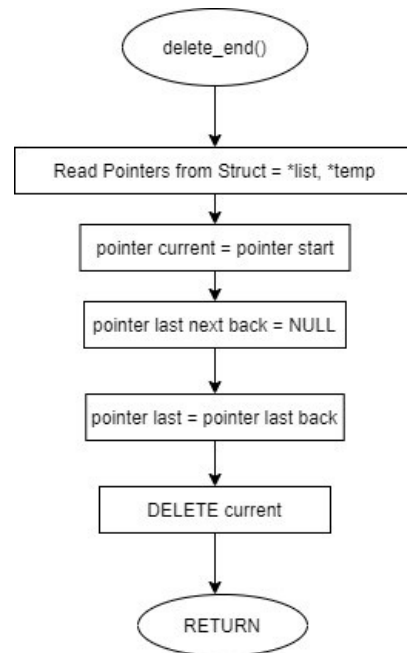 delete_end()
Read Pointers from Struct = *list, *temp
pointer current = pointer start
pointer last next back = NULL
pointer last = pointer last back
DELETE current
RETURN